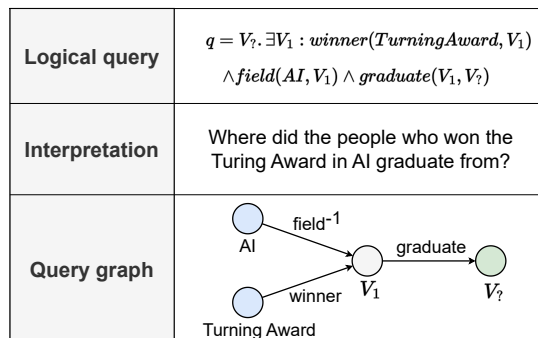 Logical query
q = V?.∃V1 : winner(TurningAward, V1)
∧field(AI, V1) ∧ graduate(V1, V?)
Interpretation
Where did the people who won the
Turing Award in AI graduate from?
Query graph
AI
field-1
winner
Turning Award
V1
graduate
V?